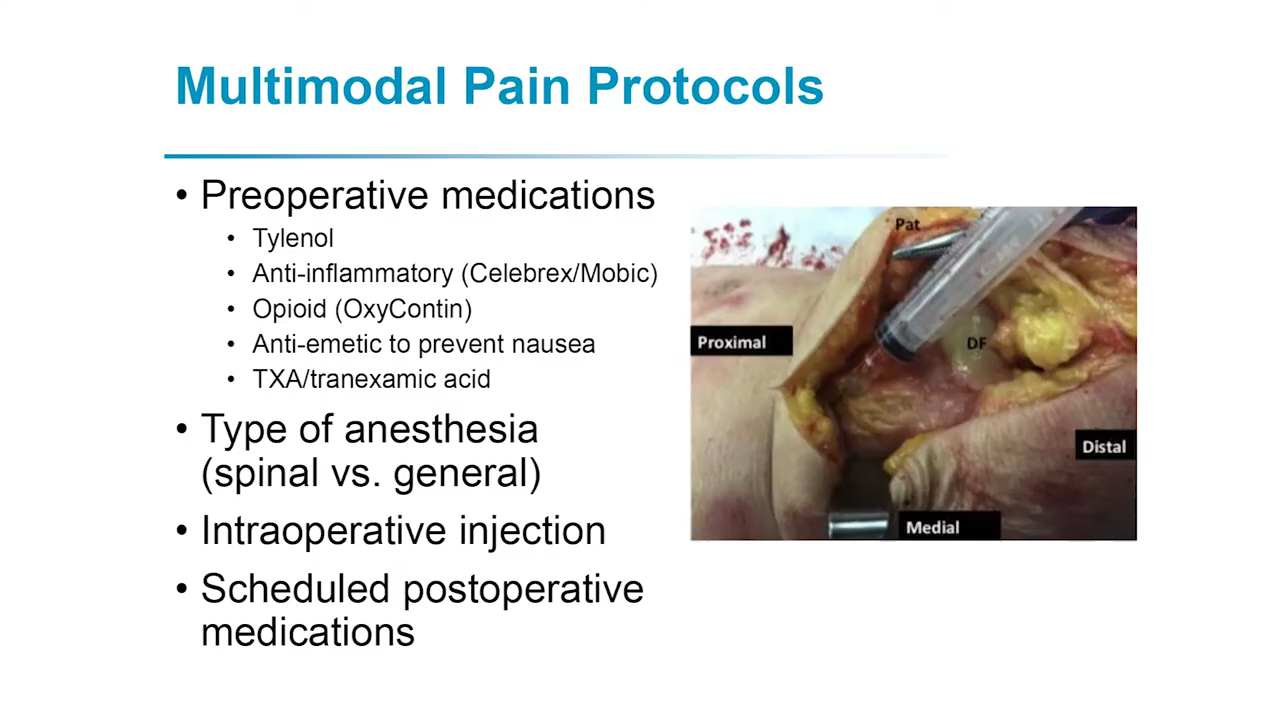 Multimodal Pain Protocols
• Preoperative medications
• Tylenol
• Anti-inflammatory (Celebrex/Mobic)
• Opioid (OxyContin)
• Anti-emetic to prevent nausea
• TXA/tranexamic acid
• Type of anesthesia
(spinal vs. general)
• Intraoperative injection
• Scheduled postoperative
medications
Pat
Proximal
DF
Distal
Medial